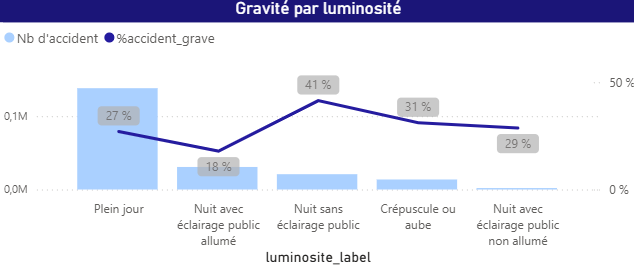 Gravité par luminosité
Nb d'accident %accident_grave
0,1M
0,0M
50 %
0 %
27 %
18 %
41 %
31 %
29 %
Plein jour
Nuit avec
éclairage public
allumé
Nuit sans
éclairage public
Crépuscule ou
aube
Nuit avec
éclairage public
non allumé
luminosite_label